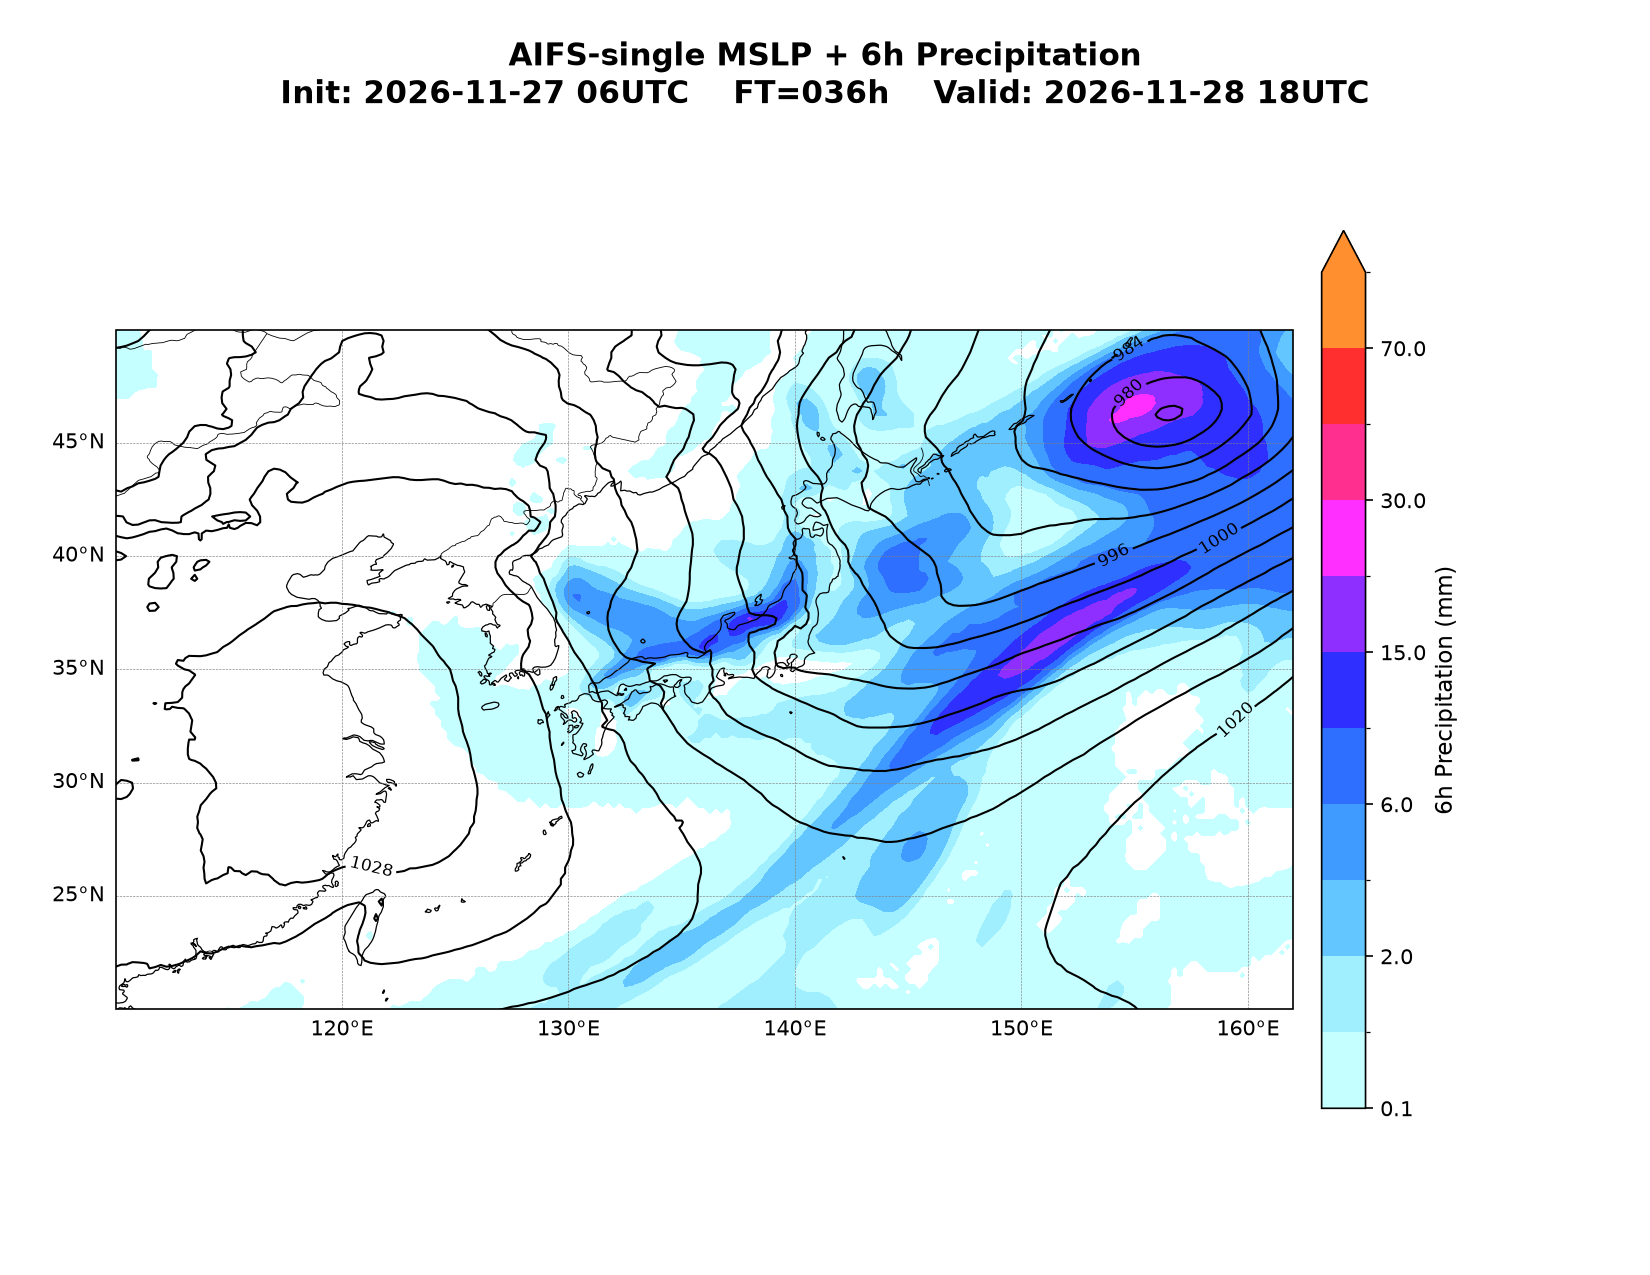 AIFS-single MSLP + 6h Precipitation
Init: 2026-11-27 06UTC    FT=036h    Valid: 2026-11-28 18UTC
984
980
996
1000
1020
1028
45°N
40°N
35°N
30°N
25°N
120°E
130°E
140°E
150°E
160°E
70.0
30.0
15.0
6.0
2.0
0.1
6h Precipitation (mm)